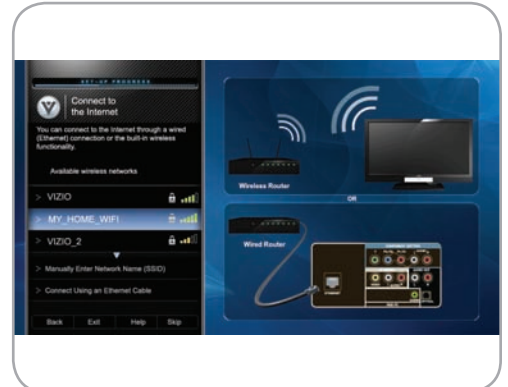 SET-UP PROGRESS
Connect to
the Internet
You can connect to the Internet through a wired
(Ethernet) connection or the built-in wireless
functionality.
Available wireless networks
> VIZIO
> MY_HOME_WIFI
> VIZIO_2
> Manually Enter Network Name (SSID)
> Connect Using an Ethernet Cable
Back Exit Help Skip
Wireless Router
OR
Wired Router
ETHERNET